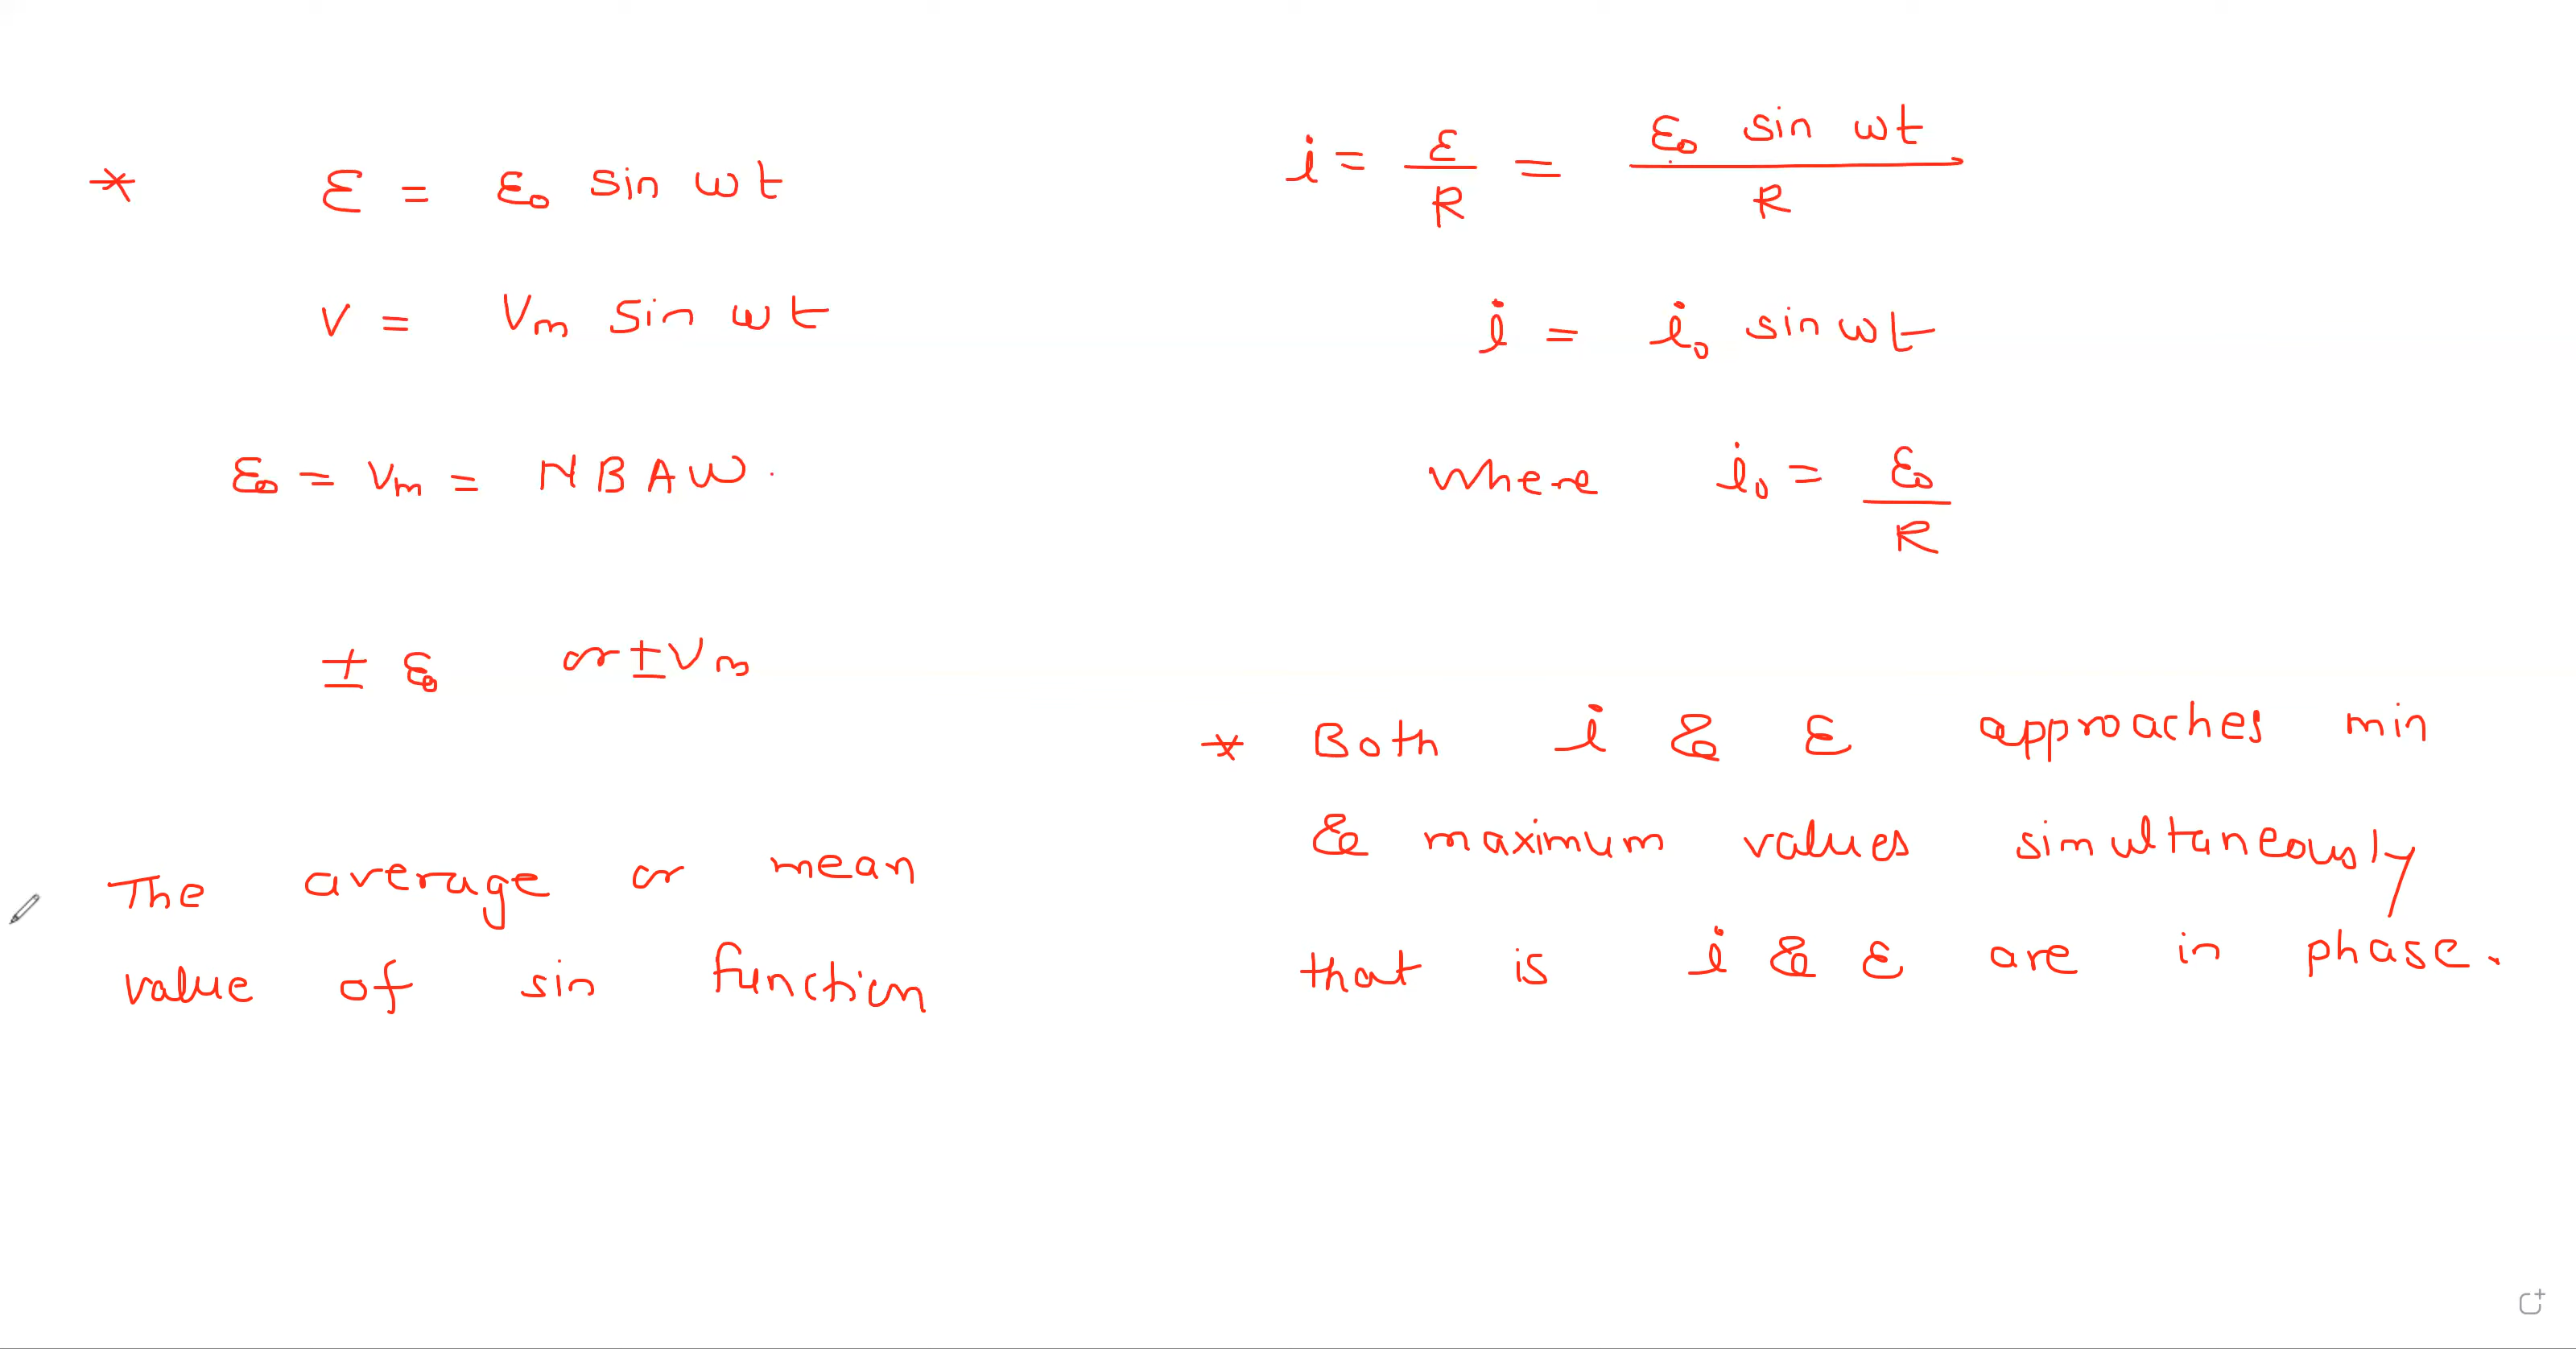 * ε = ε₀ sin ωt
v = Vm sin ωt
ε₀ = Vm = NBAω.
± ε₀ or ± Vm
The average or mean
value of sin function
i = ε/R = ε₀ sin ωt / R
i = i₀ sin ωt
where i₀ = ε₀/R
* Both i & ε approaches min
& maximum values simultaneously
that is i & ε are in phase.